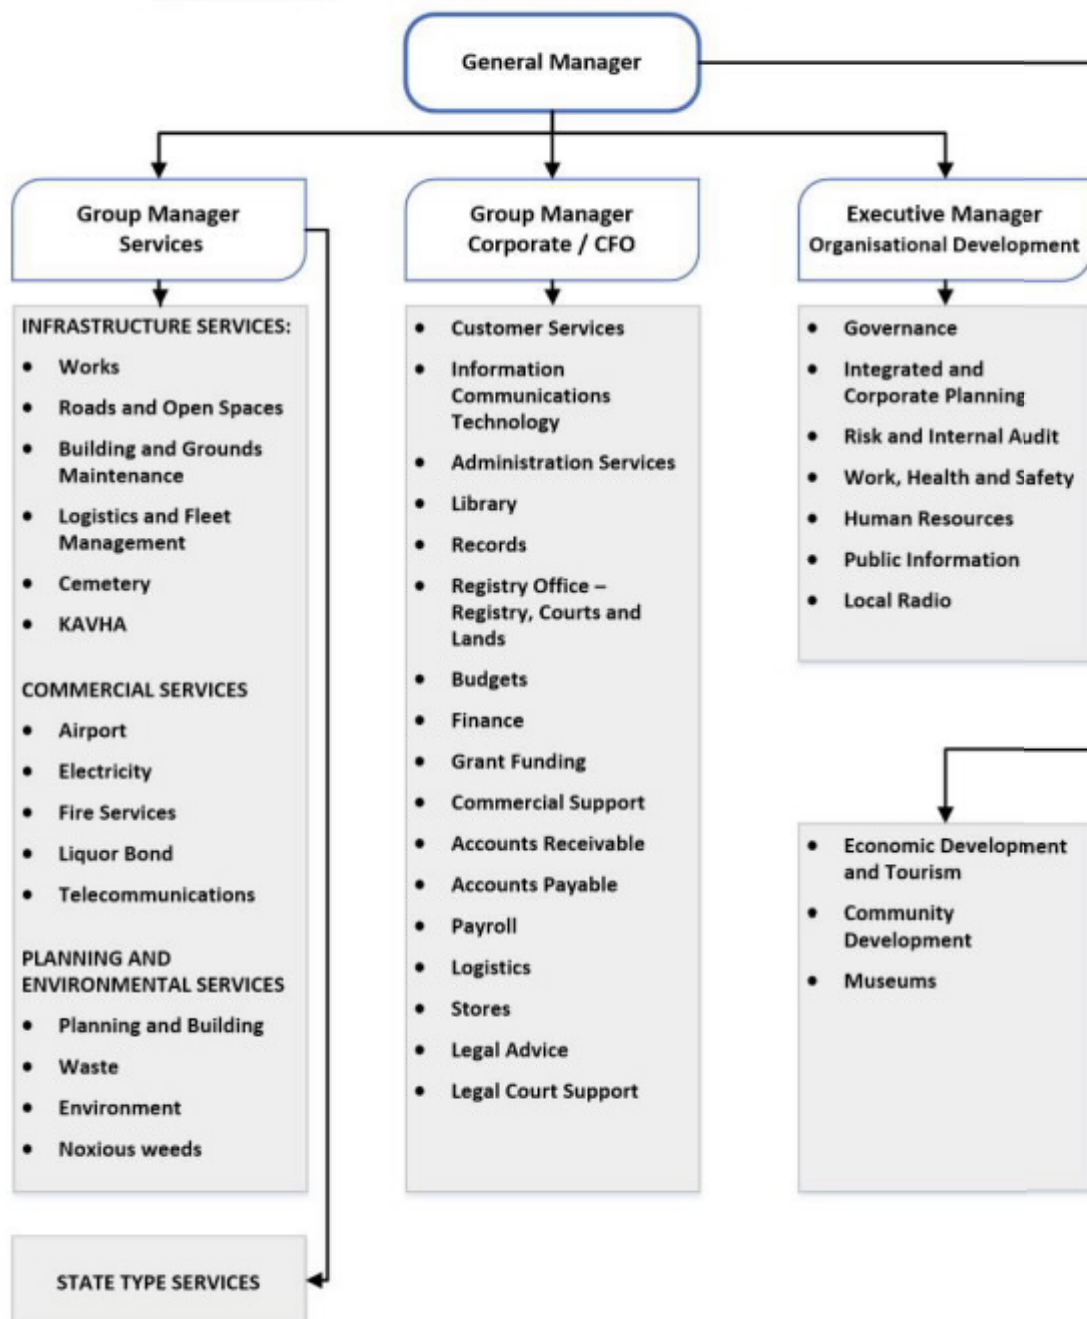 General Manager
Group Manager
Services
Group Manager
Corporate / CFO
Executive Manager
Organisational Development
INFRASTRUCTURE SERVICES:
• Works
• Roads and Open Spaces
• Building and Grounds
Maintenance
• Logistics and Fleet
Management
• Cemetery
• KAVHA
COMMERCIAL SERVICES
• Airport
• Electricity
• Fire Services
• Liquor Bond
• Telecommunications
PLANNING AND
ENVIRONMENTAL SERVICES
• Planning and Building
• Waste
• Environment
• Noxious weeds
STATE TYPE SERVICES
• Customer Services
• Information
Communications
Technology
• Administration Services
• Library
• Records
• Registry Office –
Registry, Courts and
Lands
• Budgets
• Finance
• Grant Funding
• Commercial Support
• Accounts Receivable
• Accounts Payable
• Payroll
• Logistics
• Stores
• Legal Advice
• Legal Court Support
• Governance
• Integrated and
Corporate Planning
• Risk and Internal Audit
• Work, Health and Safety
• Human Resources
• Public Information
• Local Radio
• Economic Development
and Tourism
• Community
Development
• Museums